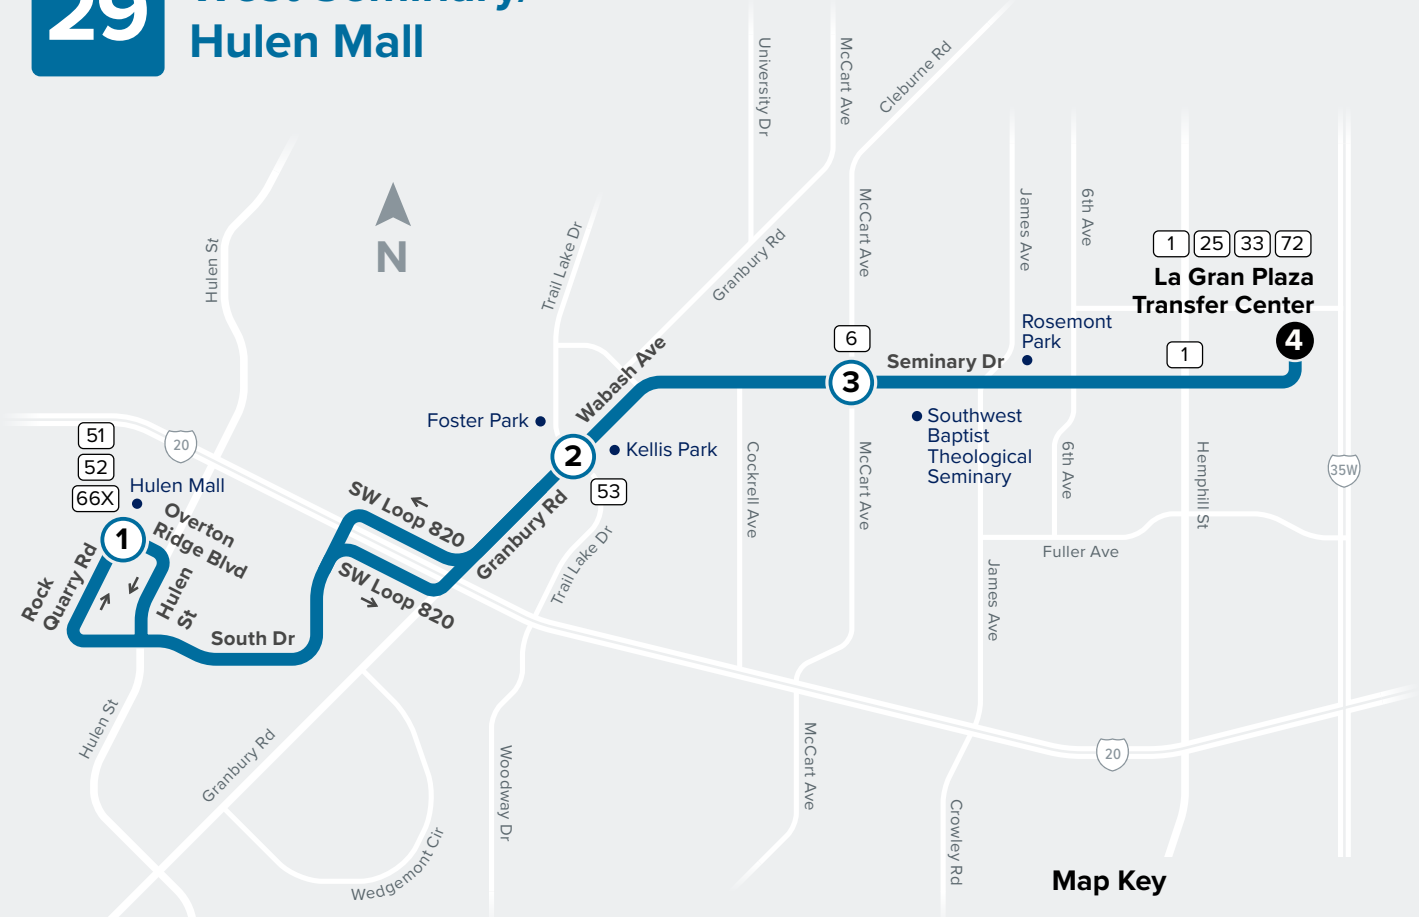 29
West Seminary/
Hulen Mall
University Dr
McCart Ave
Cleburne Rd
N
Hulen St
Trail Lake Dr
Granbury Rd
McCart Ave
James Ave
6th Ave
1 25 33 72
La Gran Plaza
Transfer Center
4
Rosemont
Park
6
Seminary Dr
1
3
Wabash Ave
Foster Park
2
Kellis Park
53
Southwest
Baptist
Theological
Seminary
Cockrell Ave
McCart Ave
6th Ave
Hemphill St
35W
20
51
52
66X
Hulen Mall
1
Overton
Ridge Blvd
Rock
Quarry Rd
Hulen
St
South Dr
SW Loop 820
SW Loop 820
Granbury Rd
Trail Lake Dr
Fuller Ave
James Ave
Hulen St
Granbury Rd
Woodway Dr
McCart Ave
20
Wedgemont Cir
Crowley Rd
Map Key